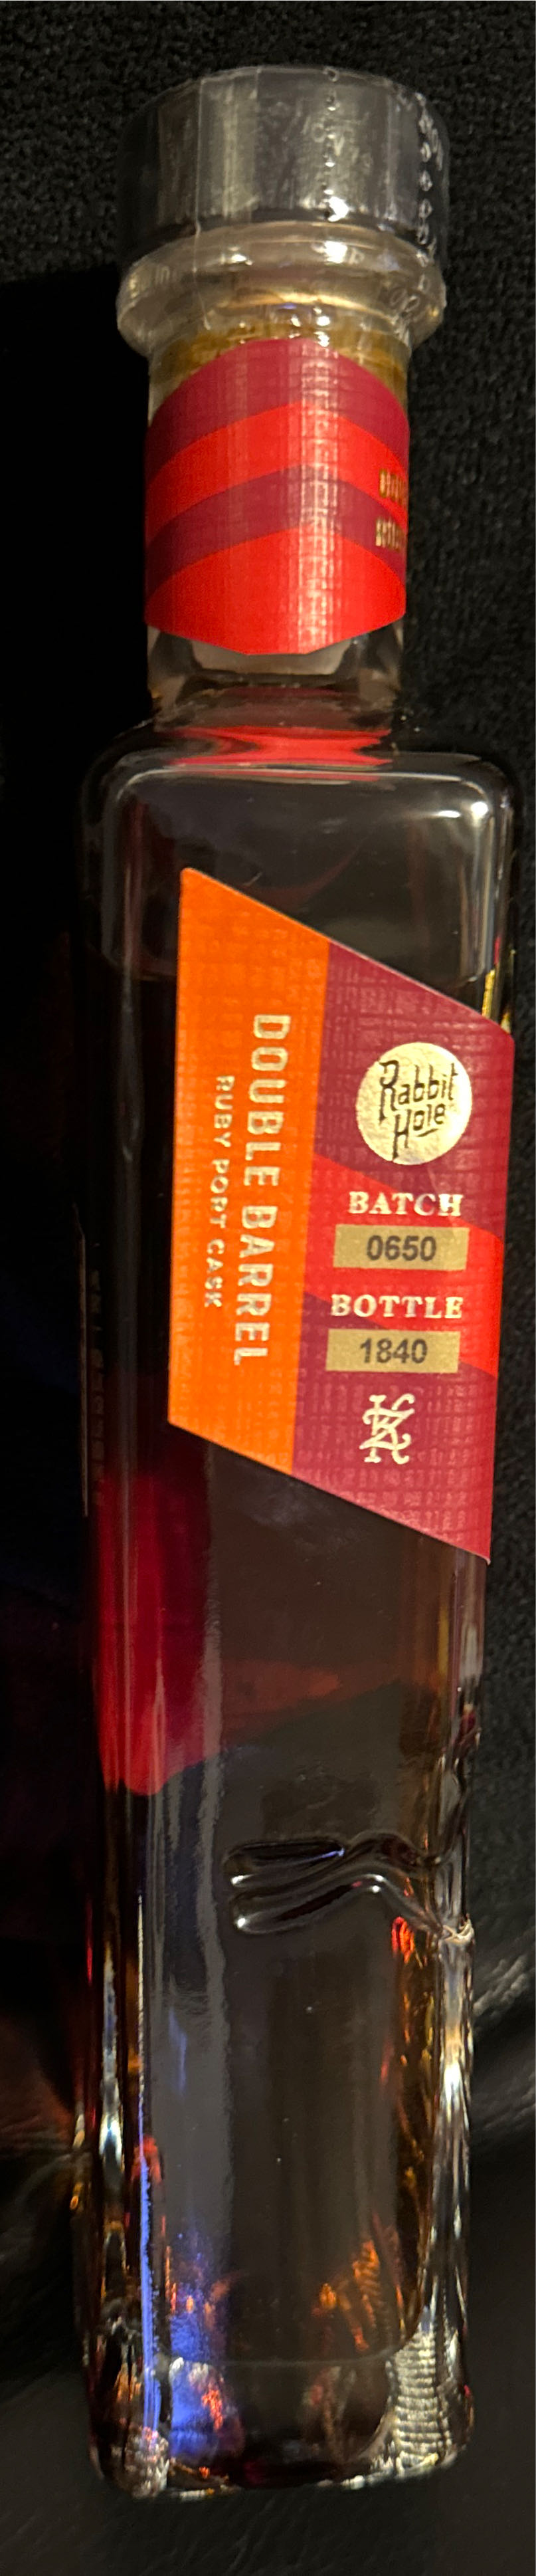 Rabbit
Hole
BATCH
0650
BOTTLE
1840
DOUBLE BARREL
RUBY PORT CASK